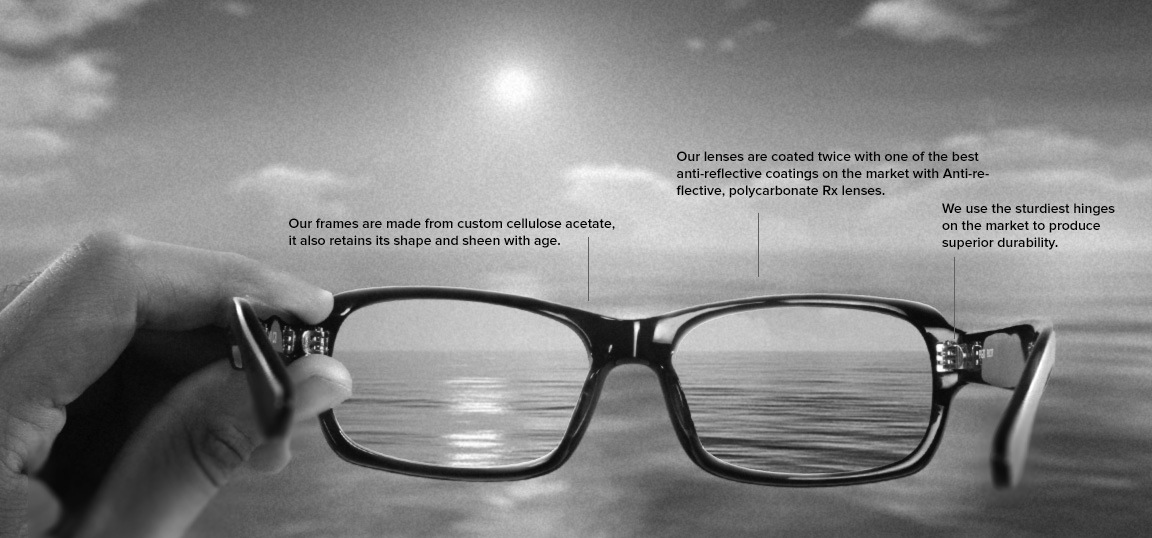 Our lenses are coated twice with one of the best
anti-reflective coatings on the market with Anti-re-
flective, polycarbonate Rx lenses.
We use the sturdiest hinges
on the market to produce
superior durability.
Our frames are made from custom cellulose acetate,
it also retains its shape and sheen with age.